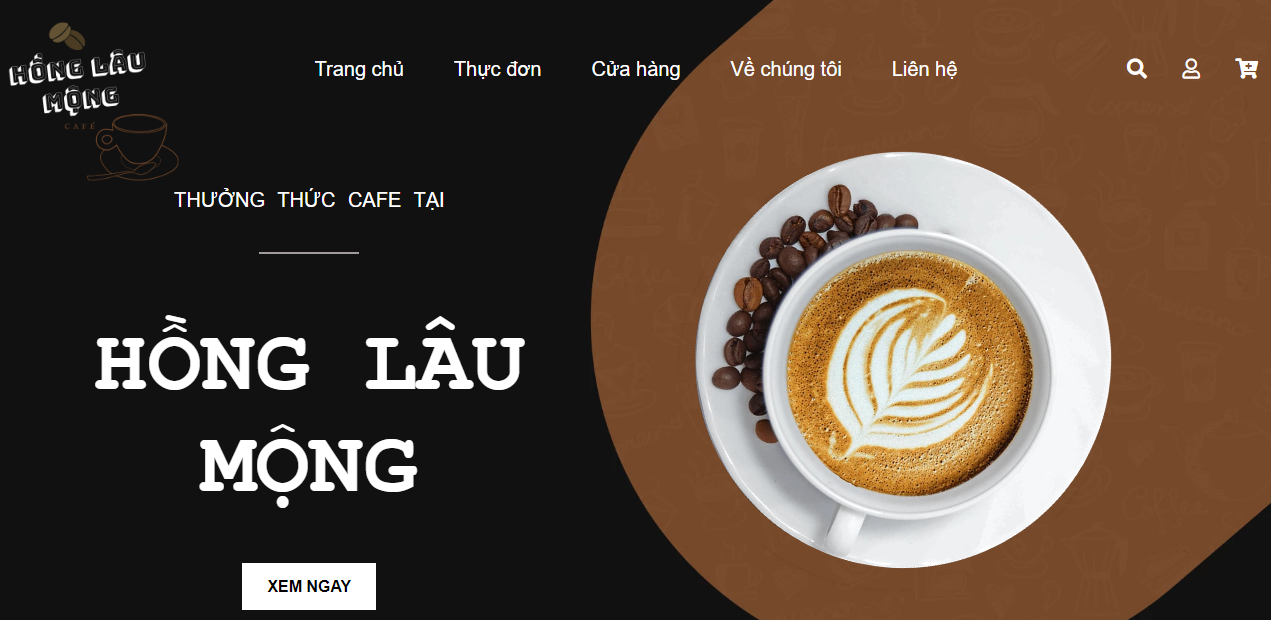 HỒNG LÂU
MỘNG
CAFÉ
Trang chủ
Thực đơn
Cửa hàng
Về chúng tôi
Liên hệ
THƯỞNG THỨC CAFE TẠI
HỒNG LÂU
MỘNG
XEM NGAY